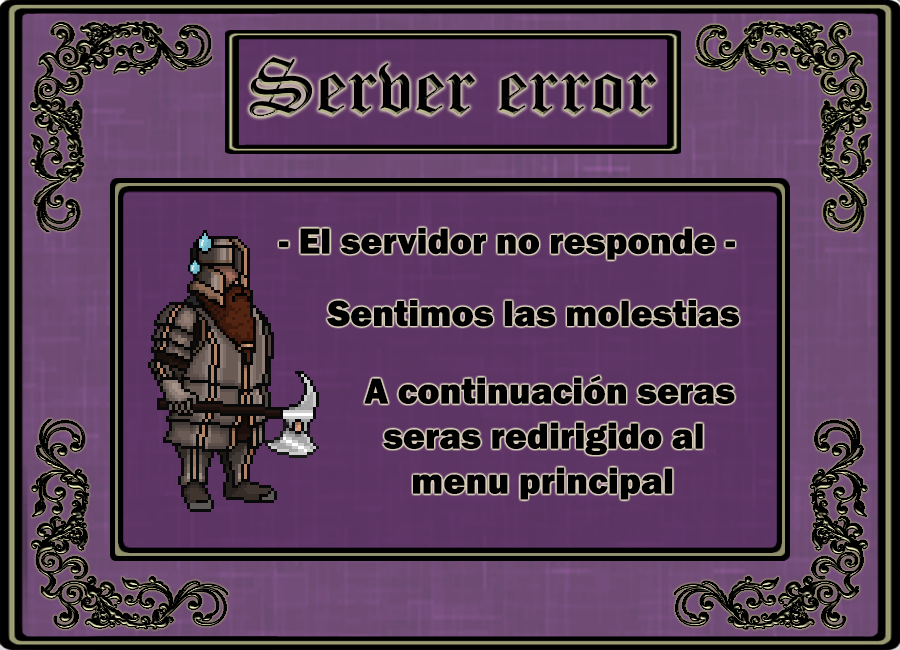 Server error
- El servidor no responde -
Sentimos las molestias
A continuación seras
seras redirigido al
menu principal